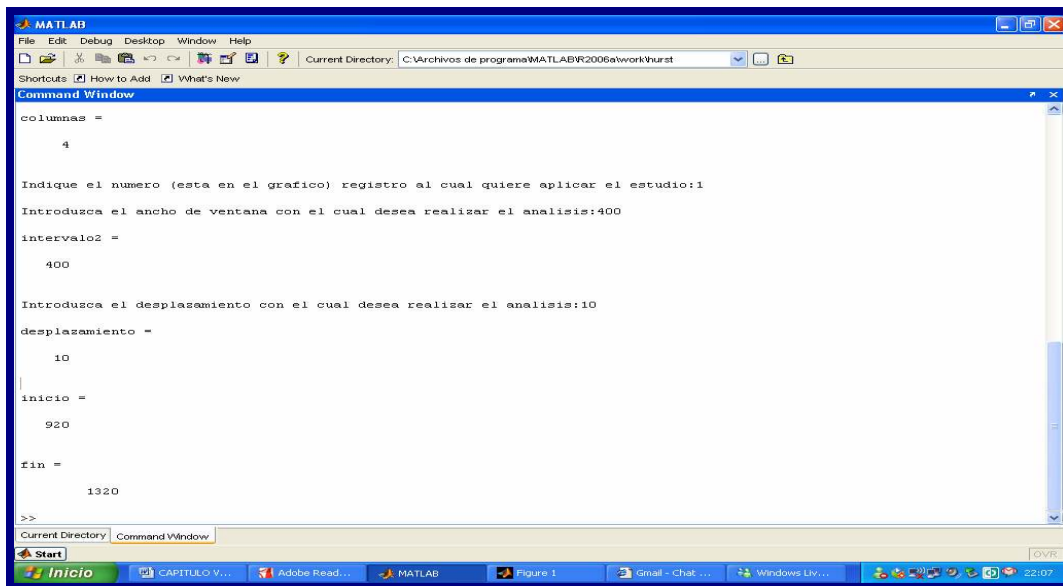 MATLAB
File Edit Debug Desktop Window Help
Current Directory: C:\Archivos de programa\MATLAB\R2006a\work\hurst
Shortcuts How to Add What's New
Command Window
columnas =
4
Indique el numero (esta en el grafico) registro al cual quiere aplicar el estudio:1
Introduzca el ancho de ventana con el cual desea realizar el analisis:400
intervalo2 =
400
Introduzca el desplazamiento con el cual desea realizar el analisis:10
desplazamiento =
10
inicio =
920
fin =
1320
>>
Current Directory Command Window
Start OVR
Inicio CAPITULO V... Adobe Read... MATLAB Figure 1 Gmail - Chat ... Windows Liv... 22:07